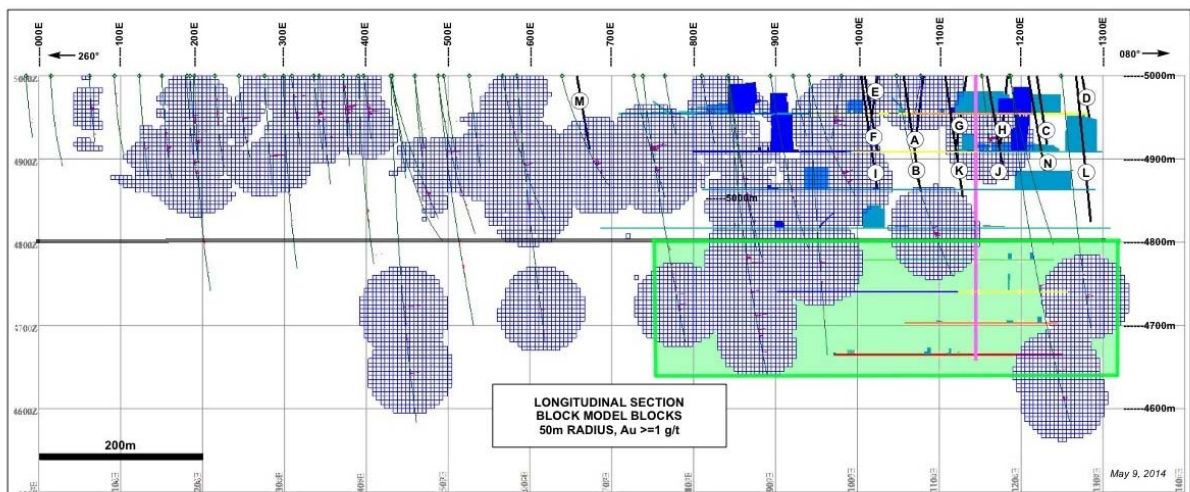 000E
100E
200E
300E
400E
500E
600E
700E
800E
900E
1000E
1100E
1200E
1300E
260°
080°
5000Z
5000m
E
D
M
G
H
C
F
A
4900Z
4900m
N
I
B
K
J
L
5000m
4800Z
4800m
4700Z
4700m
LONGITUDINAL SECTION
BLOCK MODEL BLOCKS
50m RADIUS, Au >=1 g/t
4600Z
4600m
200m
May 9, 2014